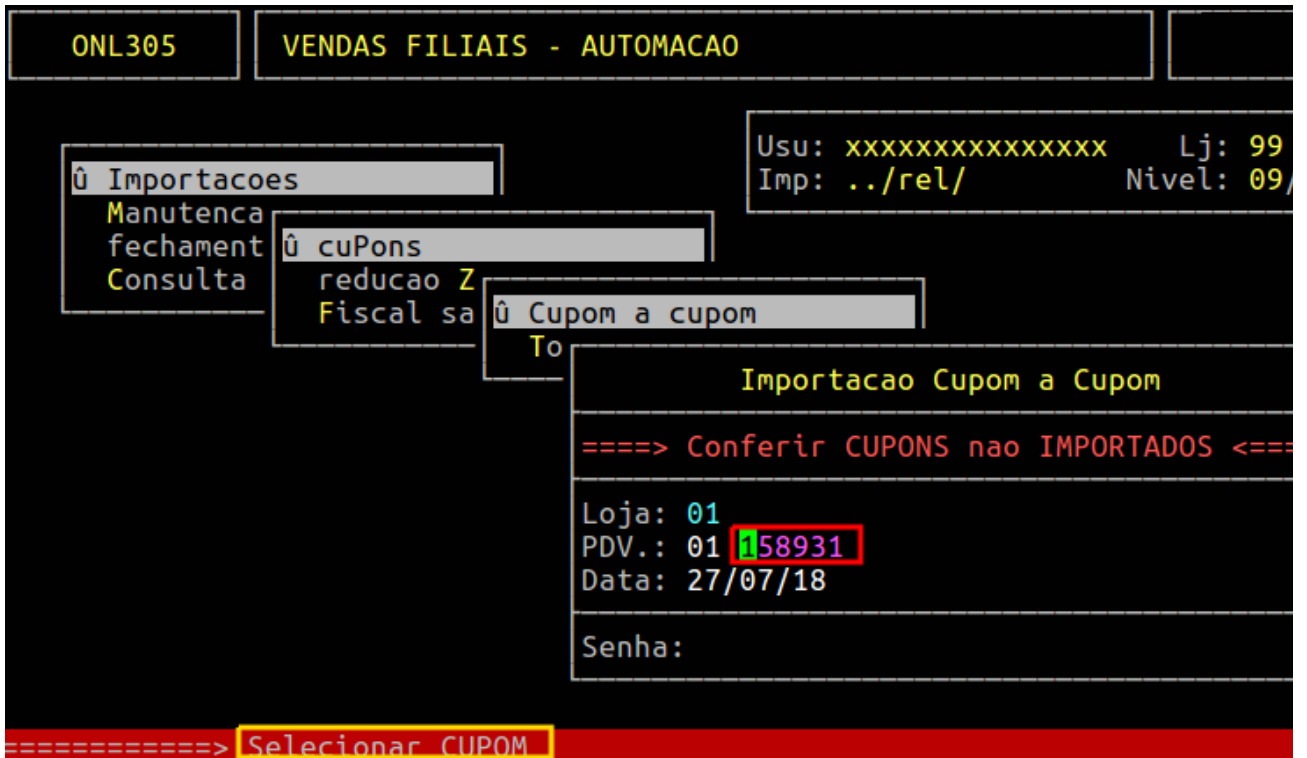 ONL305 VENDAS FILIAIS - AUTOMACAO
Usu: xxxxxxxxxxxxxxx Lj: 99
Imp: ../rel/ Nivel: 09/
û Importacoes
Manutenca
fechament
Consulta
û cuPons
reducao Z
Fiscal sa
û Cupom a cupom
To
Importacao Cupom a Cupom
====> Conferir CUPONS nao IMPORTADOS <===
Loja: 01
PDV.: 01 158931
Data: 27/07/18
Senha:
============> Selecionar CUPOM